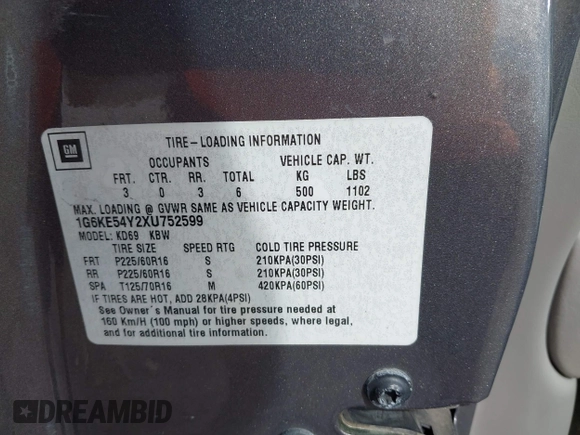 GM
TIRE-LOADING INFORMATION
OCCUPANTS VEHICLE CAP. WT.
FRT. CTR. RR. TOTAL KG LBS
3 0 3 6 500 1102
MAX. LOADING @ GVWR SAME AS VEHICLE CAPACITY WEIGHT.
1G6KE54Y2XU752599
MODEL: KD69 KBW
TIRE SIZE SPEED RTG COLD TIRE PRESSURE
FRT P225/60R16 S 210KPA(30PSI)
RR P225/60R16 S 210KPA(30PSI)
SPA T125/70R16 M 420KPA(60PSI)
IF TIRES ARE HOT, ADD 28KPA(4PSI)
See Owner's Manual for tire pressure needed at
160 Km/H (100 mph) or higher speeds, where legal,
and for additional tire information.
DREAMBID